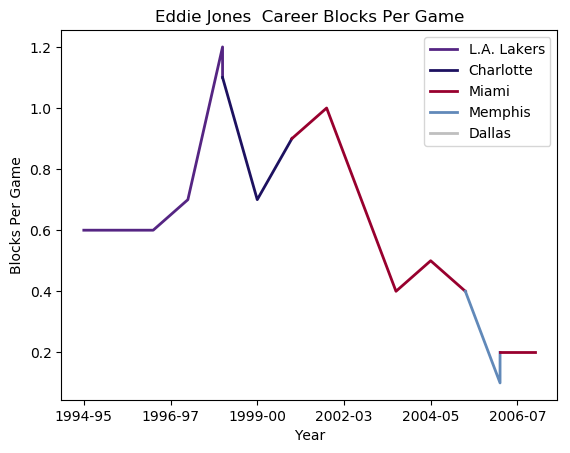 Eddie Jones  Career Blocks Per Game
L.A. Lakers
Charlotte
Miami
Memphis
Dallas
Blocks Per Game
1.2
1.0
0.8
0.6
0.4
0.2
1994-95 1996-97 1999-00 2002-03 2004-05 2006-07
Year